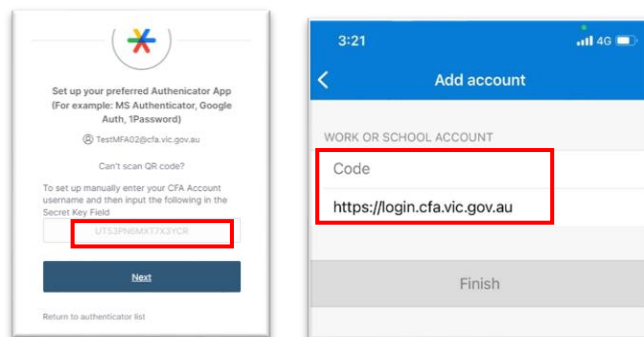 Set up your preferred Authenicator App
(For example: MS Authenticator, Google
Auth, 1Password)
TestMFA02@cfa.vic.gov.au
Can't scan QR code?
To set up manually enter your CFA Account
username and then input the following in the
Secret Key Field
UTS3PN6MXT7X3YCR
Next
Return to authenticator list
3:21
4G
Add account
WORK OR SCHOOL ACCOUNT
Code
https://login.cfa.vic.gov.au
Finish